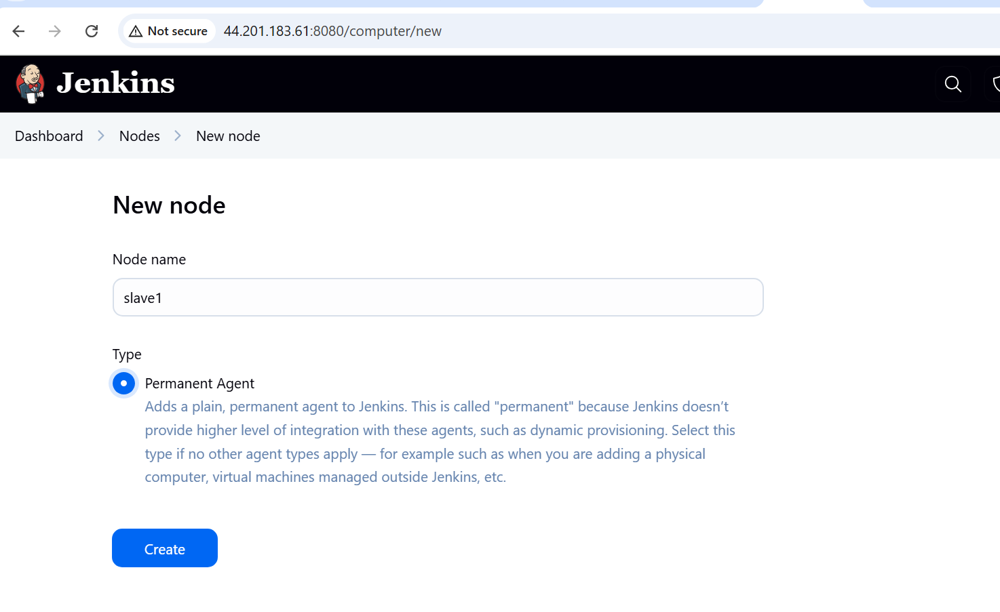 Not secure 44.201.183.61:8080/computer/new
Jenkins
Dashboard > Nodes > New node
New node
Node name
slave1
Type
Permanent Agent
Adds a plain, permanent agent to Jenkins. This is called "permanent" because Jenkins doesn’t
provide higher level of integration with these agents, such as dynamic provisioning. Select this
type if no other agent types apply — for example such as when you are adding a physical
computer, virtual machines managed outside Jenkins, etc.
Create